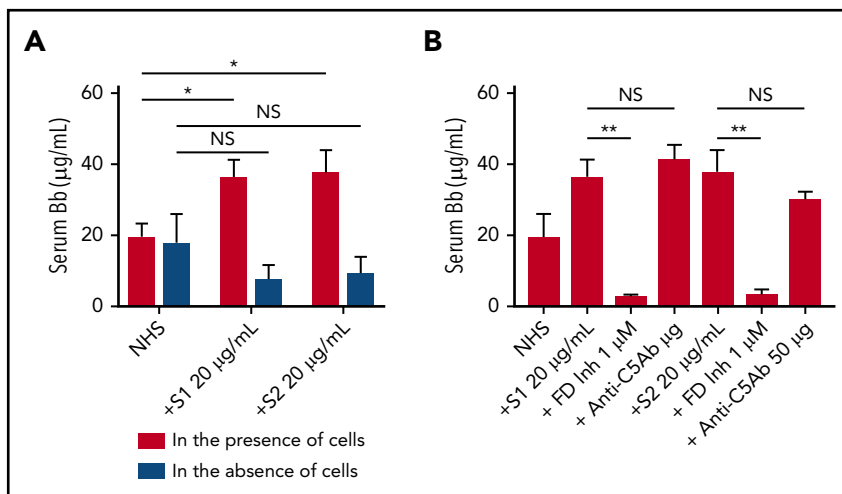 A
*
*
NS
NS
Serum Bb (μg/mL)
60
40
20
0
NHS
+S1 20 μg/mL
+S2 20 μg/mL
In the presence of cells
In the absence of cells
B
NS
NS
**
**
Serum Bb (μg/mL)
60
40
20
0
NHS
+S1 20 μg/mL
+ FD Inh 1 μM
+ Anti-C5Ab μg
+S2 20 μg/mL
+ FD Inh 1 μM
+ Anti-C5Ab 50 μg